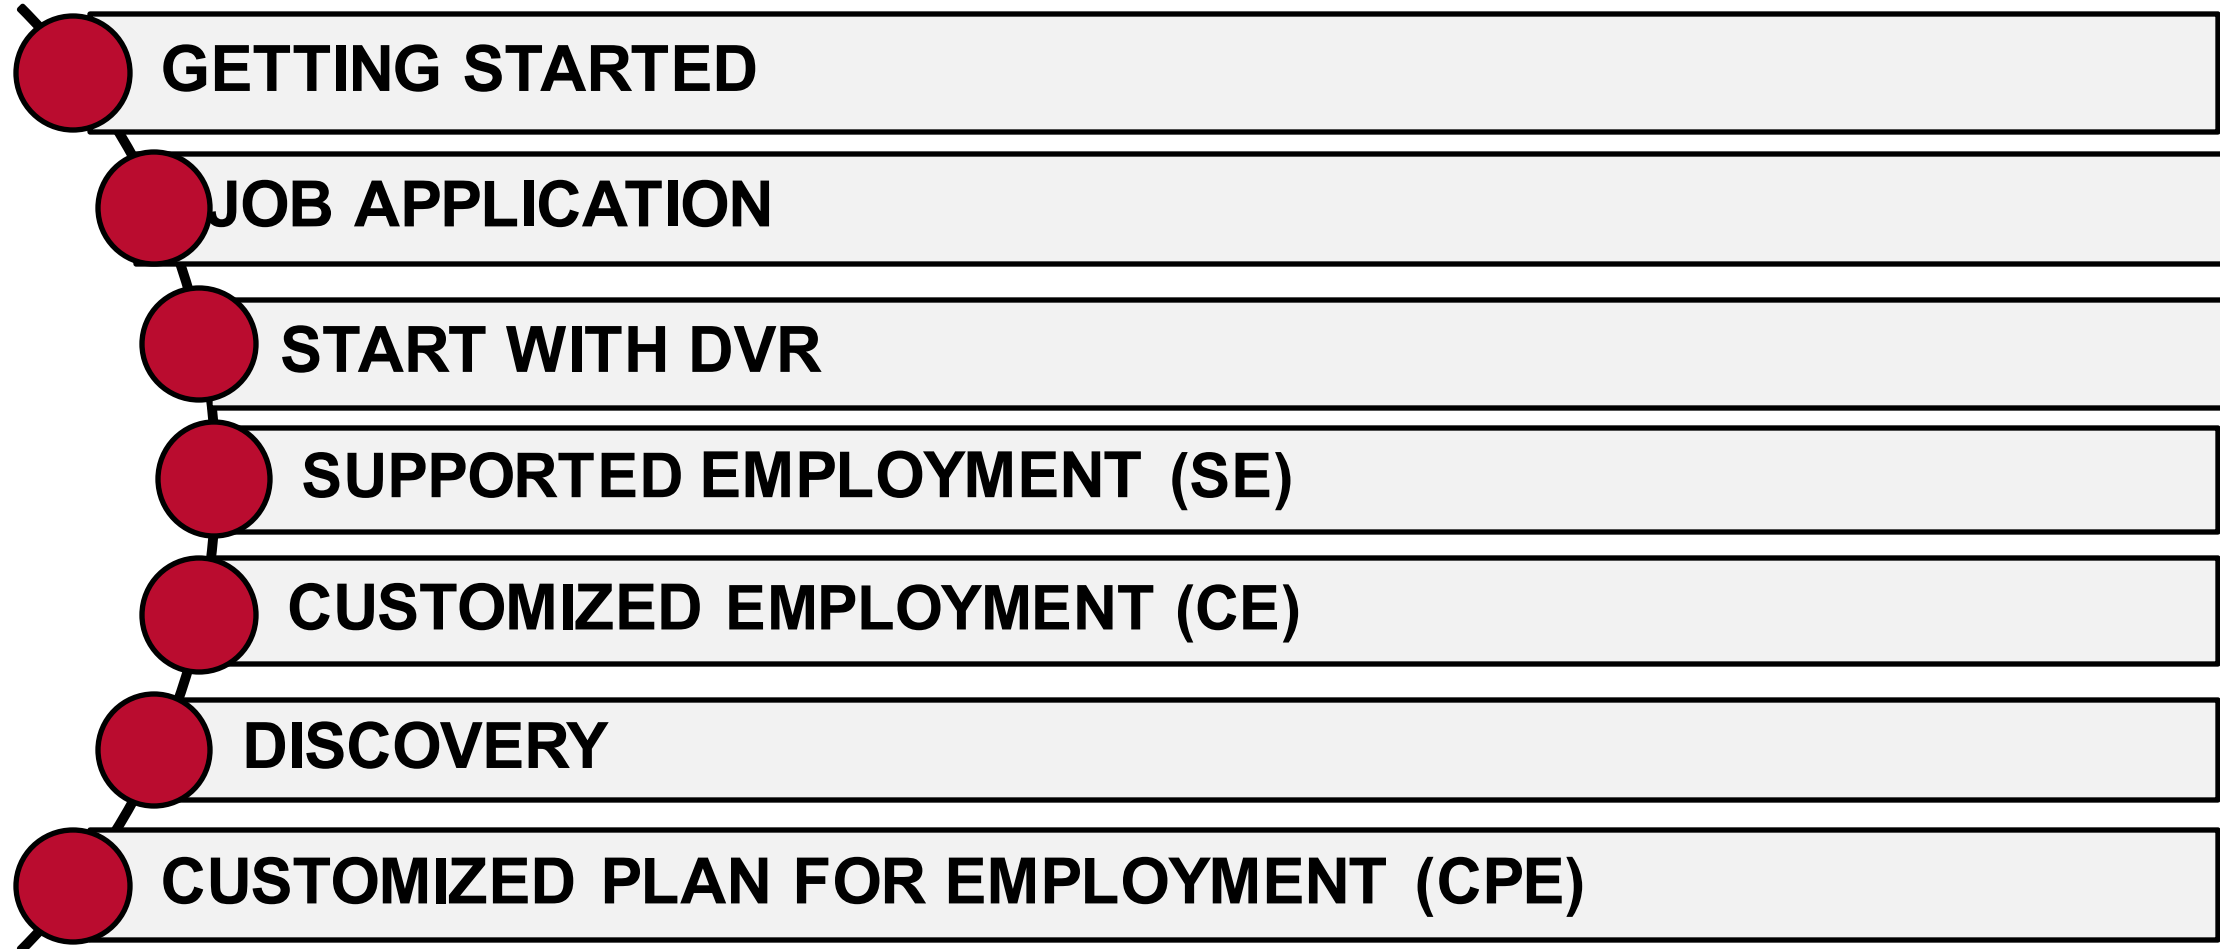 GETTING STARTED
JOB APPLICATION
START WITH DVR
SUPPORTED EMPLOYMENT (SE)
CUSTOMIZED EMPLOYMENT (CE)
DISCOVERY
CUSTOMIZED PLAN FOR EMPLOYMENT (CPE)